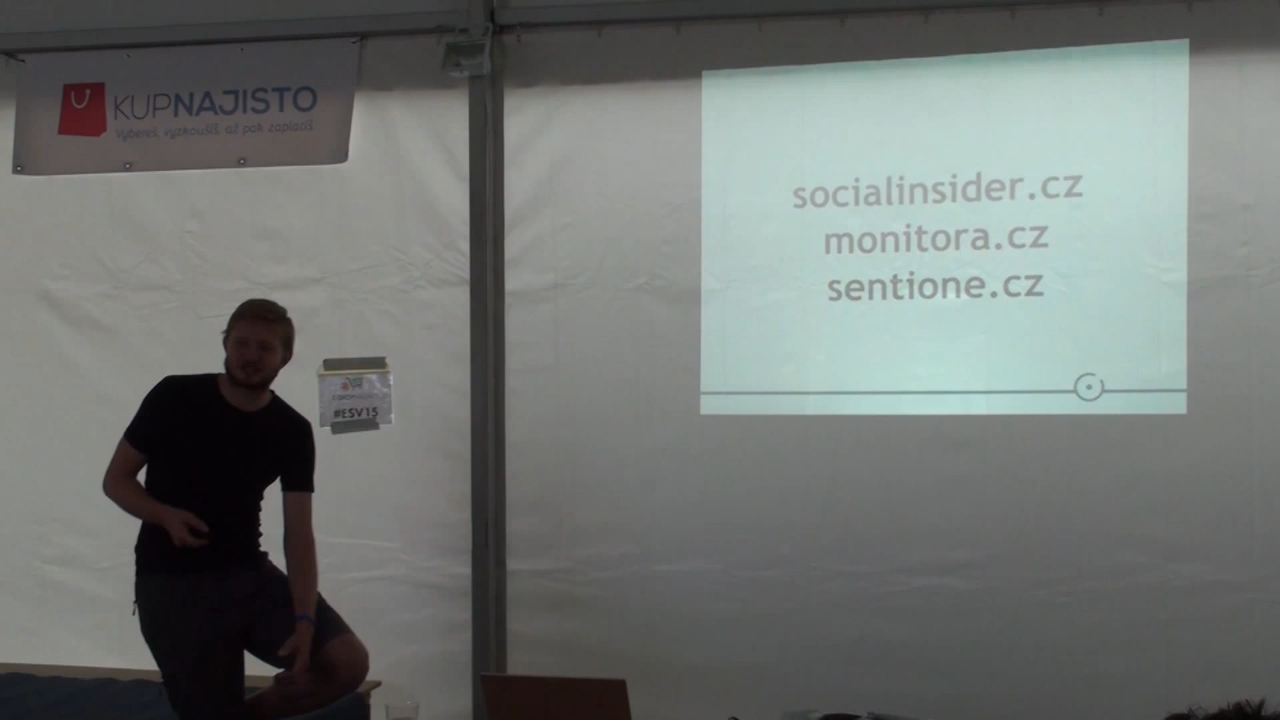 KUPNAJISTO
Vybereš, vyzkoušíš, až pak zaplatíš.
socialinsider.cz
monitora.cz
sentione.cz
#ESV15